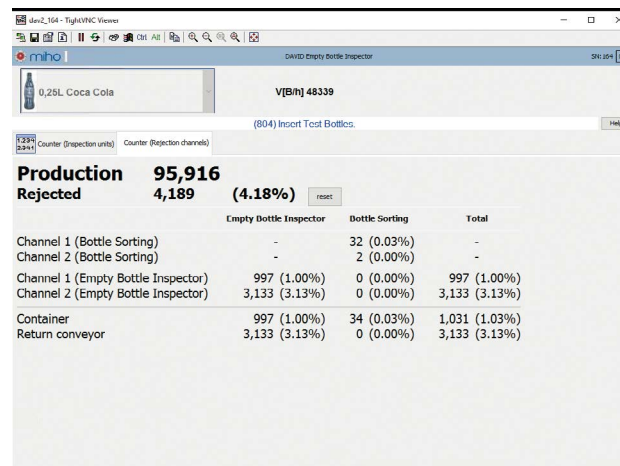 dav2_164 - TightVNC Viewer
Ctrl Alt
miho DAVID Empty Bottle Inspector SN: 164
0,25L Coca Cola V[B/h] 48339
(804) Insert Test Bottles. Help
Counter (Inspection units) Counter (Rejection channels)
Production 95,916
Rejected 4,189 (4.18%) reset
Empty Bottle Inspector Bottle Sorting Total
Channel 1 (Bottle Sorting) - 32 (0.03%) -
Channel 2 (Bottle Sorting) - 2 (0.00%) -
Channel 1 (Empty Bottle Inspector) 997 (1.00%) 0 (0.00%) 997 (1.00%)
Channel 2 (Empty Bottle Inspector) 3,133 (3.13%) 0 (0.00%) 3,133 (3.13%)
Container 997 (1.00%) 34 (0.03%) 1,031 (1.03%)
Return conveyor 3,133 (3.13%) 0 (0.00%) 3,133 (3.13%)